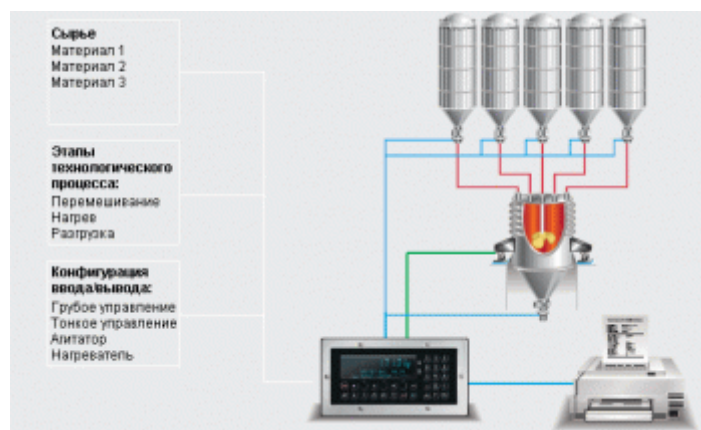 Сырье
Материал 1
Материал 2
Материал 3
Этапы
технологического
процесса:
Перемешивание
Нагрев
Разгрузка
Конфигурация
ввода/вывода:
Грубое управление
Тонкое управление
Агитатор
Нагреватель